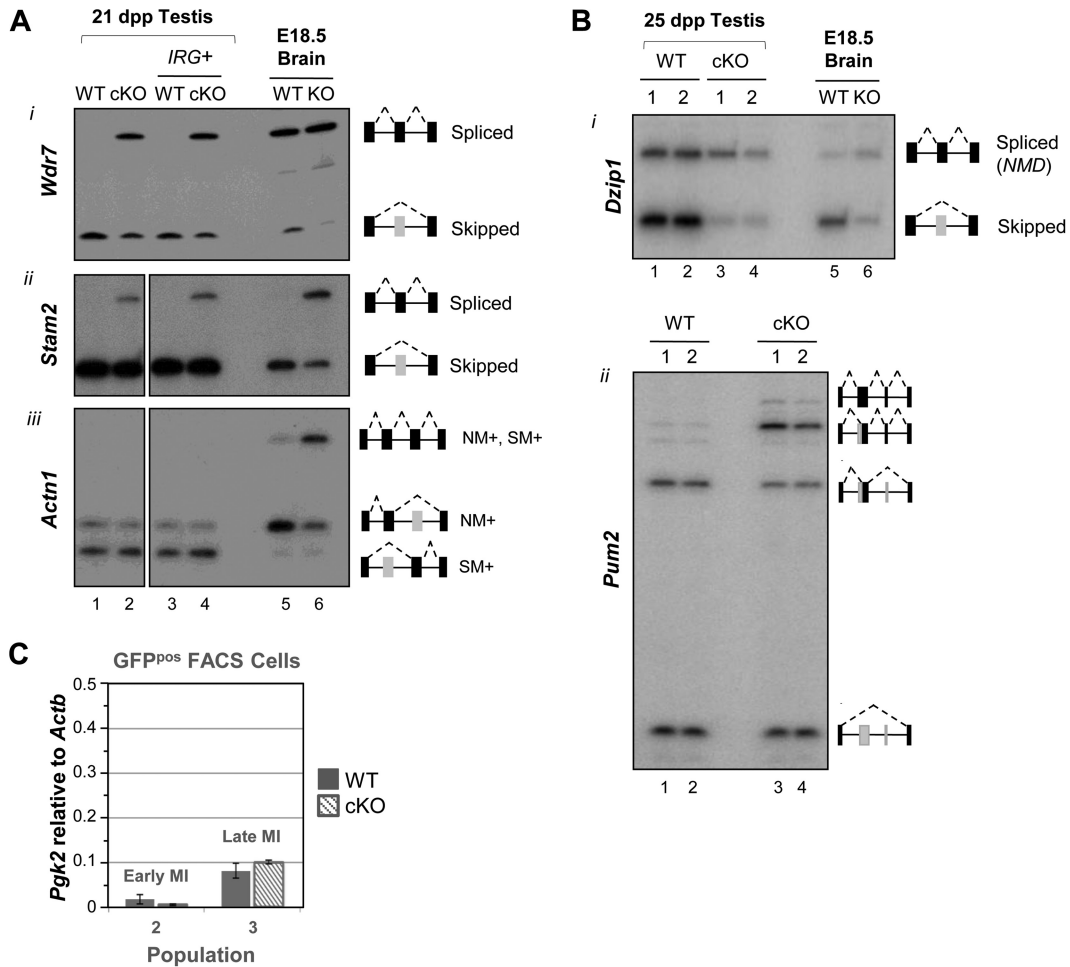 A
21 dpp Testis
E18.5
Brain
IRG+
WT cKO WT cKO WT KO
i
Wdr7
Spliced
Skipped
ii
Stam2
Spliced
Skipped
iii
Actn1
NM+, SM+
NM+
SM+
1 2 3 4 5 6
B
25 dpp Testis
E18.5
Brain
WT cKO
1 2 1 2 WT KO
i
Dzip1
Spliced
(NMD)
Skipped
1 2 3 4 5 6
WT cKO
1 2 1 2
ii
Pum2
1 2 3 4
C
GFPpos FACS Cells
Pgk2 relative to Actb
0.5
0.4
0.3
0.2
0.1
0
Early MI
Late MI
WT
cKO
2 3
Population